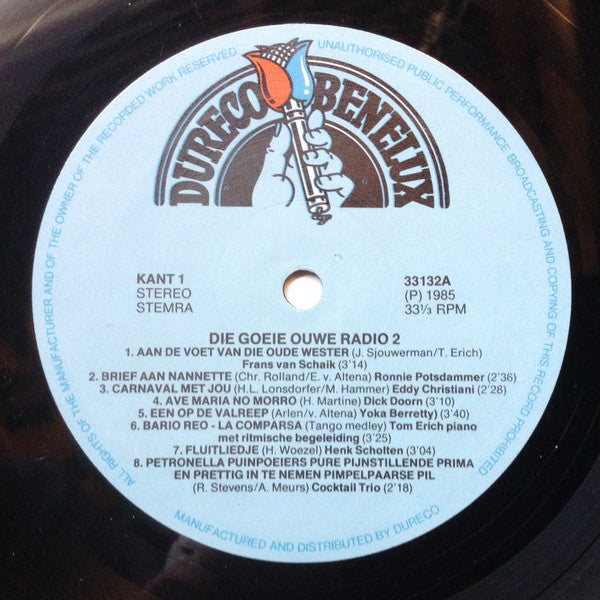 ALL RIGHTS OF THE MANUFACTURER AND OF THE OWNER OF THE RECORDED WORK RESERVED
UNAUTHORISED PUBLIC PERFORMANCE, BROADCASTING AND COPYING OF THIS RECORD PROHIBITED
DURECO BENELUX
KANT 1
STEREO
STEMRA
33132A
(P) 1985
33⅓ RPM
DIE GOEIE OUWE RADIO 2
1. AAN DE VOET VAN DIE OUDE WESTER (J. Sjouwerman/T. Erich)
Frans van Schaik (3'14)
2. BRIEF AAN NANNETTE (Chr. Rolland/E. v. Altena) Ronnie Potsdammer (2'36)
3. CARNAVAL MET JOU (H.L. Lonsdorfer/M. Hammer) Eddy Christiani (2'28)
4. AVE MARIA NO MORRO (H. Martine) Dick Doorn (3'10)
5. EEN OP DE VALREEP (Arlen/v. Altena) Yoka Berretty) (3'40)
6. BARIO REO - LA COMPARSA (Tango medley) Tom Erich piano
met ritmische begeleiding (3'25)
7. FLUITLIEDJE (H. Woezel) Henk Scholten (3'04)
8. PETRONELLA PUINPOEIERS PURE PIJNSTILLENDE PRIMA
EN PRETTIG IN TE NEMEN PIMPELPAARSE PIL
(R. Stevens/A. Meurs) Cocktail Trio (2'18)
MANUFACTURED AND DISTRIBUTED BY DURECO